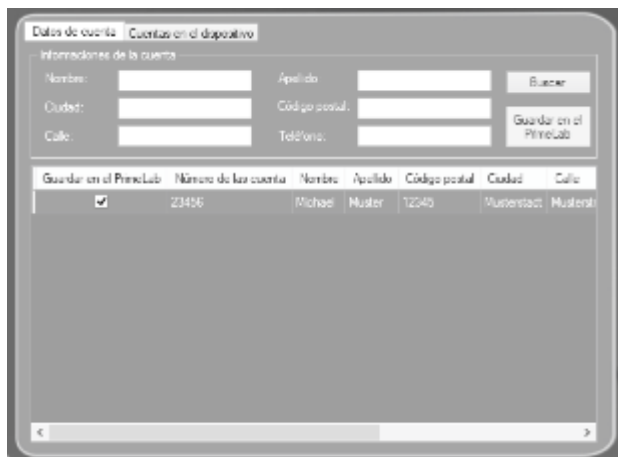 Datos de cuenta Cuentas en el dispositivo
Informaciones de la cuenta
Nombre: Apellido Buscar
Ciudad: Código postal:
Guardar en el PrimeLab
Calle: Teléfono:
Guardar en el PrimeLab Número de las cuenta Nombre Apellido Código postal Ciudad Calle
23456 Michael Muster 12345 Musterstadt Musterst